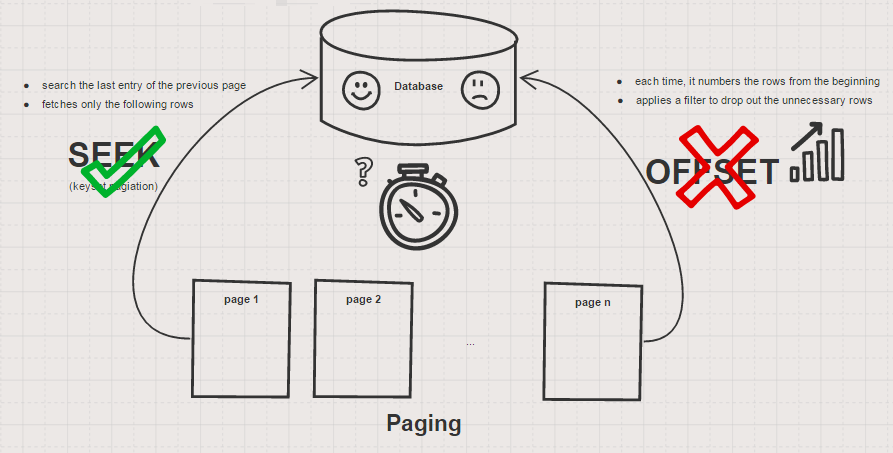 search the last entry of the previous page
fetches only the following rows
SEEK
(keyset pagiation)
Database
?
each time, it numbers the rows from the beginning
applies a filter to drop out the unnecessary rows
OFFSET
page 1
page 2
...
page n
Paging